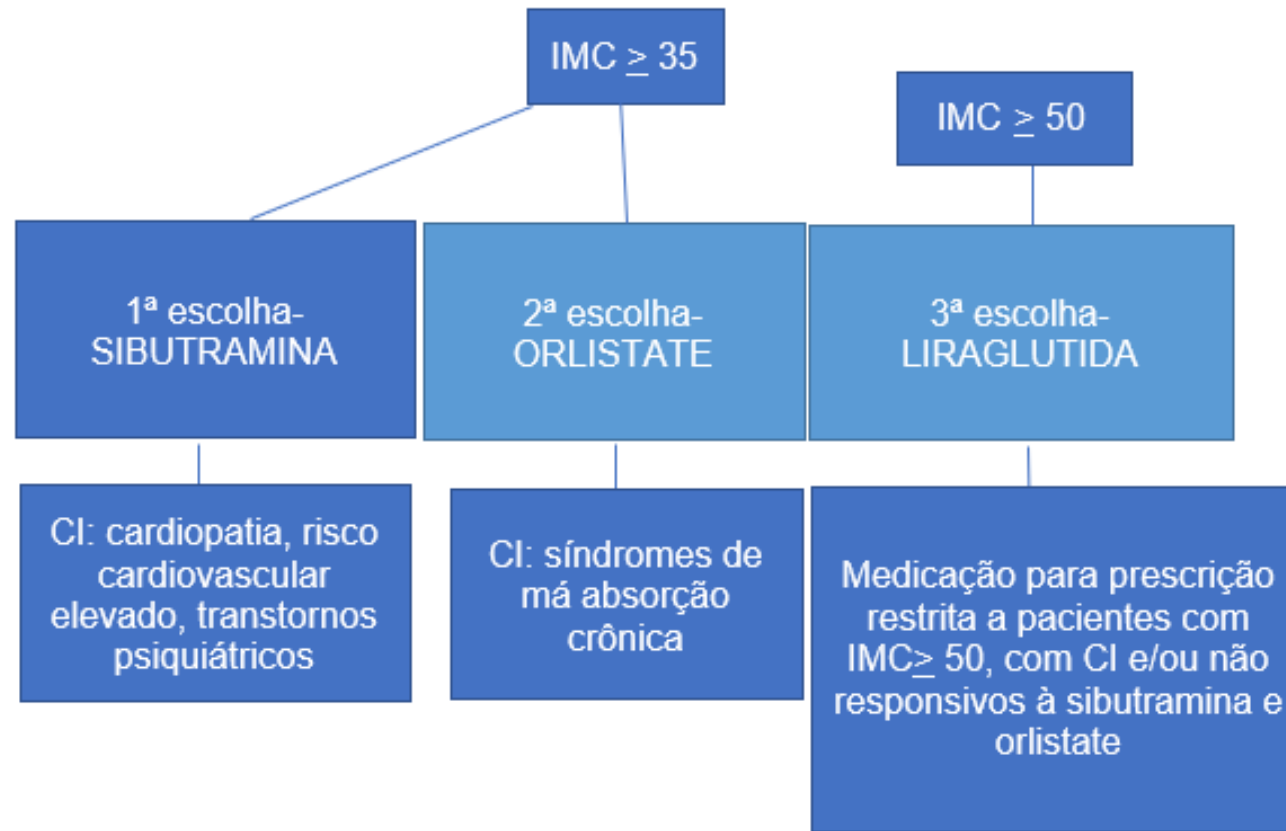 IMC ≥ 35
IMC ≥ 50
1ª escolha-
SIBUTRAMINA
2ª escolha-
ORLISTATE
3ª escolha-
LIRAGLUTIDA
CI: cardiopatia, risco
cardiovascular
elevado, transtornos
psiquiátricos
CI: síndromes de
má absorção
crônica
Medicação para prescrição
restrita a pacientes com
IMC≥ 50, com CI e/ou não
responsivos à sibutramina e
orlistate